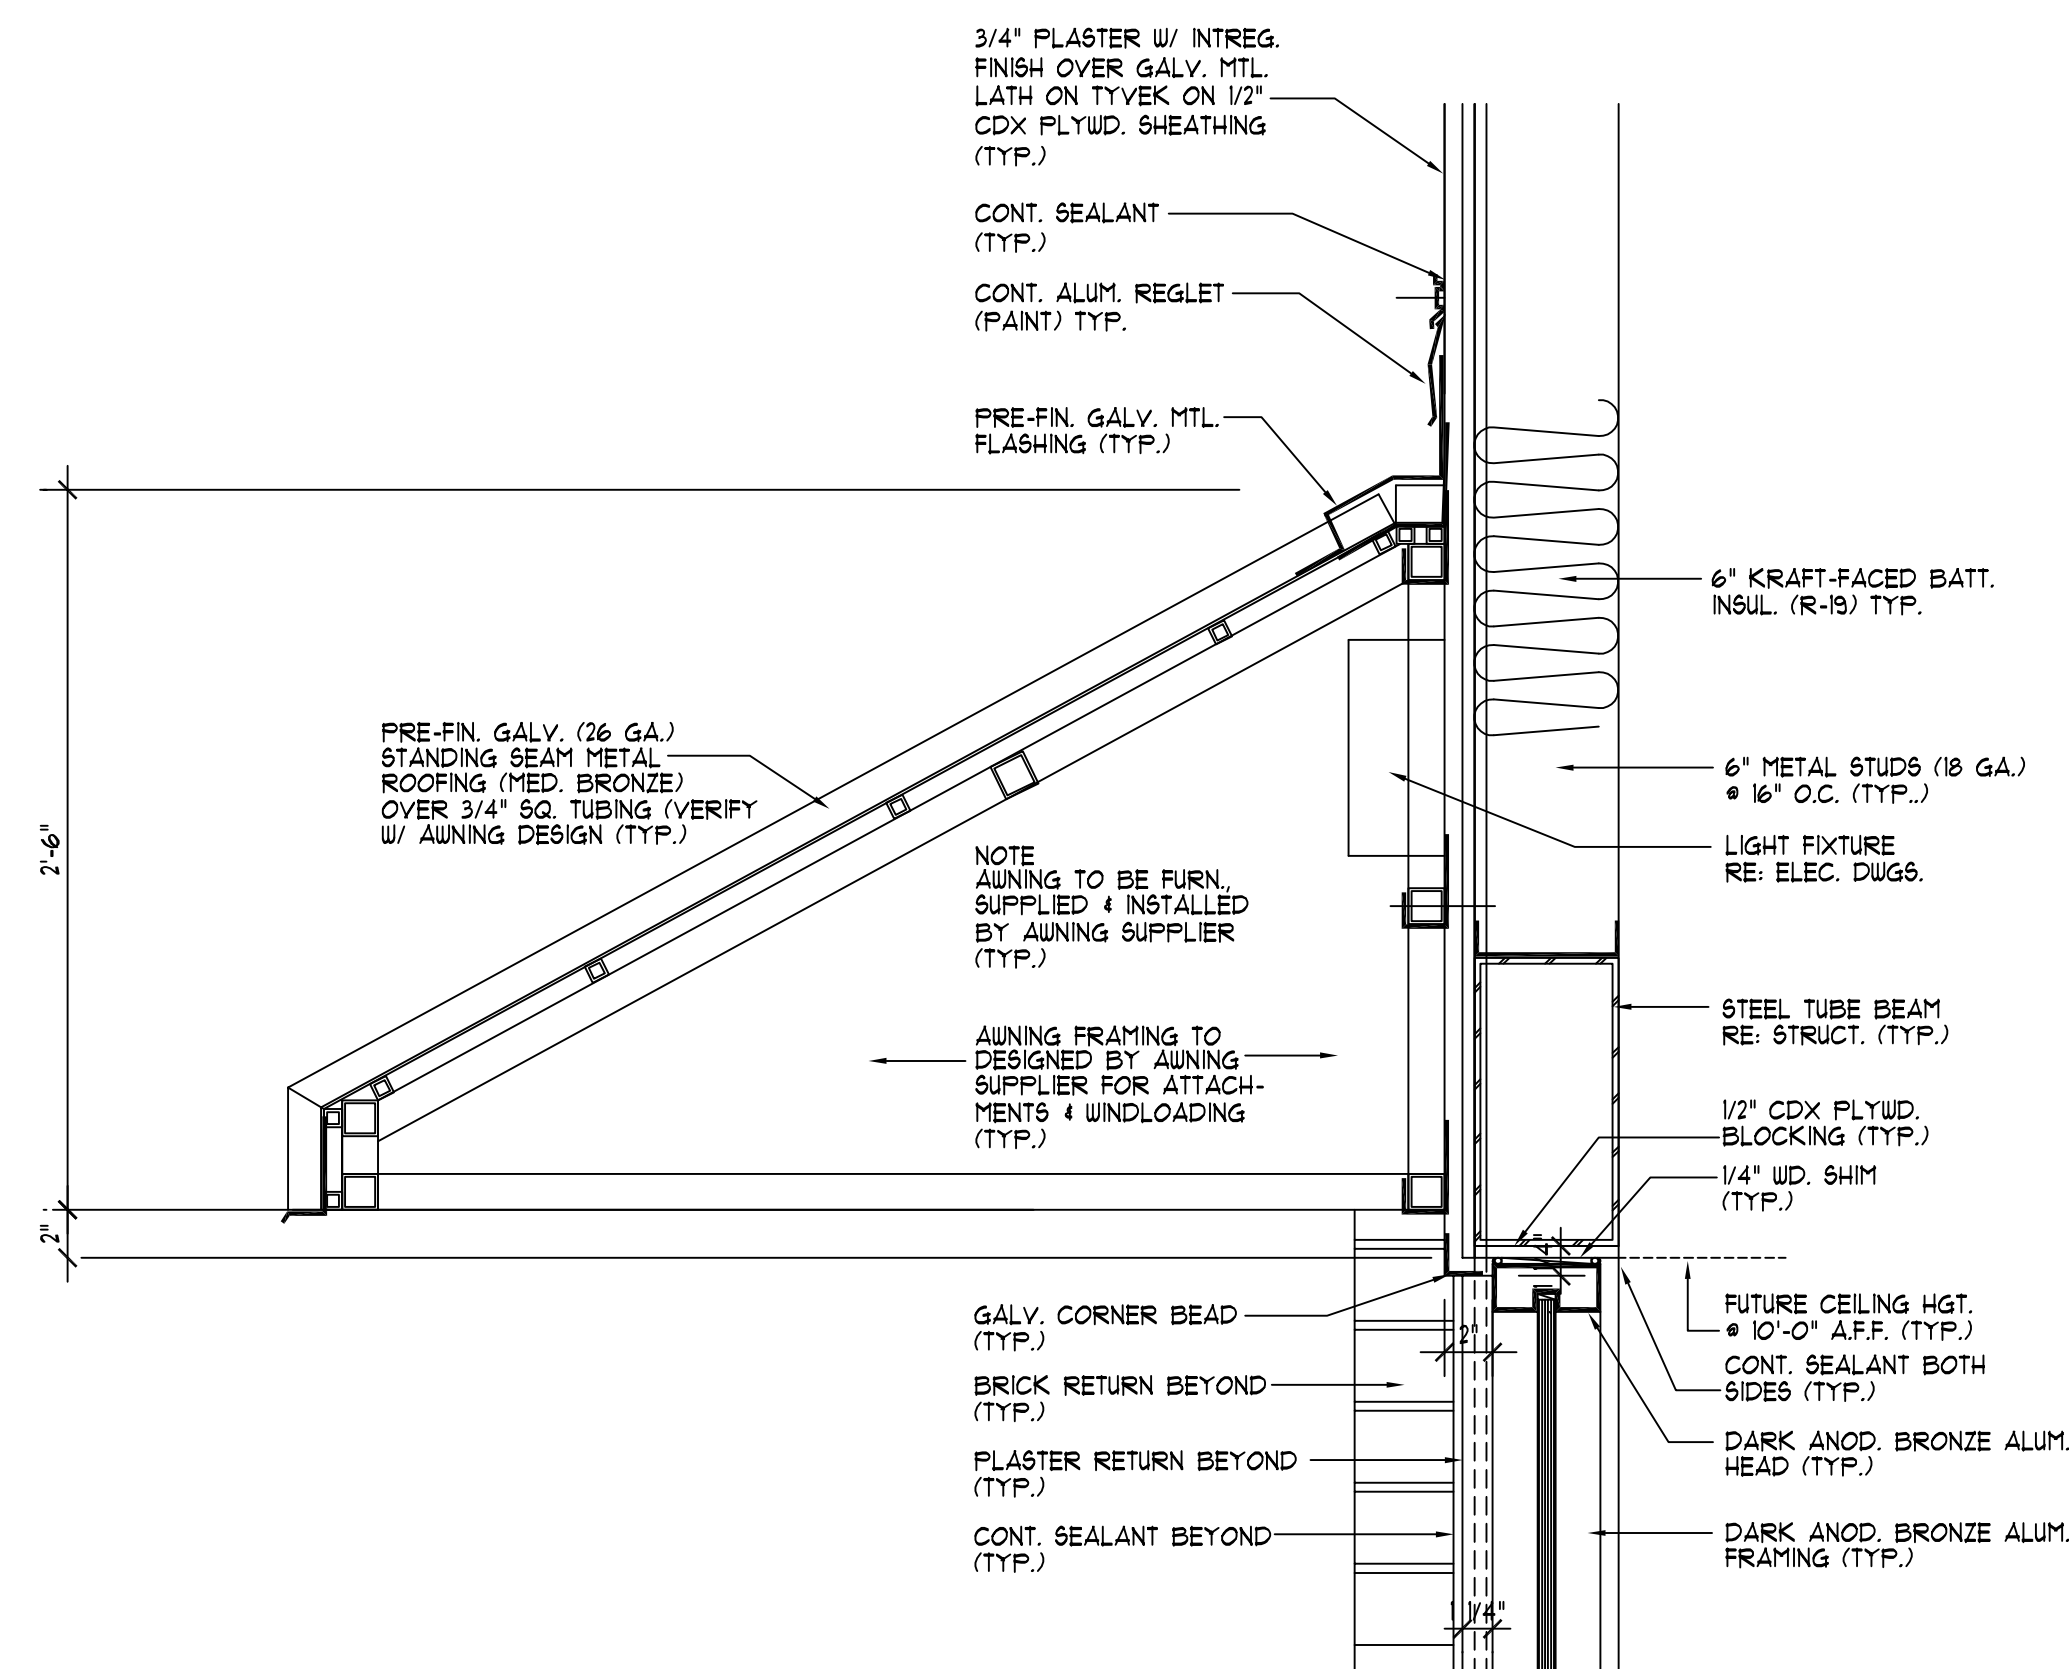 3/4" PLASTER W/ INTREG.
FINISH OVER GALV. MTL.
LATH ON TYVEK ON 1/2"
CDX PLYWD. SHEATHING
(TYP.)
CONT. SEALANT
(TYP.)
CONT. ALUM. REGLET
(PAINT) TYP.
PRE-FIN. GALV. MTL.
FLASHING (TYP.)
6" KRAFT-FACED BATT.
INSUL. (R-19) TYP.
PRE-FIN. GALV. (26 GA.)
STANDING SEAM METAL
ROOFING (MED. BRONZE)
OVER 3/4" SQ. TUBING (VERIFY
W/ AWNING DESIGN (TYP.)
6" METAL STUDS (18 GA.)
@ 16" O.C. (TYP..)
LIGHT FIXTURE
RE: ELEC. DWGS.
2'-6"
NOTE
AWNING TO BE FURN.,
SUPPLIED & INSTALLED
BY AWNING SUPPLIER
(TYP.)
STEEL TUBE BEAM
RE: STRUCT. (TYP.)
AWNING FRAMING TO
DESIGNED BY AWNING
SUPPLIER FOR ATTACH-
MENTS & WINDLOADING
(TYP.)
1/2" CDX PLYWD.
BLOCKING (TYP.)
1/4" WD. SHIM
(TYP.)
2"
GALV. CORNER BEAD
(TYP.)
2"
FUTURE CEILING HGT.
@ 10'-0" A.F.F. (TYP.)
CONT. SEALANT BOTH
SIDES (TYP.)
BRICK RETURN BEYOND
(TYP.)
DARK ANOD. BRONZE ALUM.
HEAD (TYP.)
PLASTER RETURN BEYOND
(TYP.)
CONT. SEALANT BEYOND
(TYP.)
DARK ANOD. BRONZE ALUM.
FRAMING (TYP.)
1 1/4"